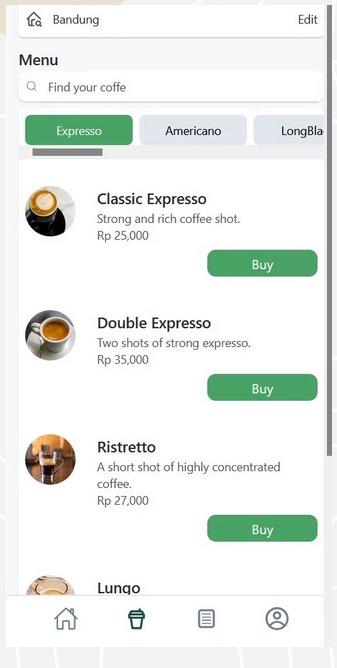 Bandung Edit
Menu
Find your coffe
Expresso Americano LongBla
Classic Expresso
Strong and rich coffee shot.
Rp 25,000
Buy
Double Expresso
Two shots of strong expresso.
Rp 35,000
Buy
Ristretto
A short shot of highly concentrated
coffee.
Rp 27,000
Buy
Lungo